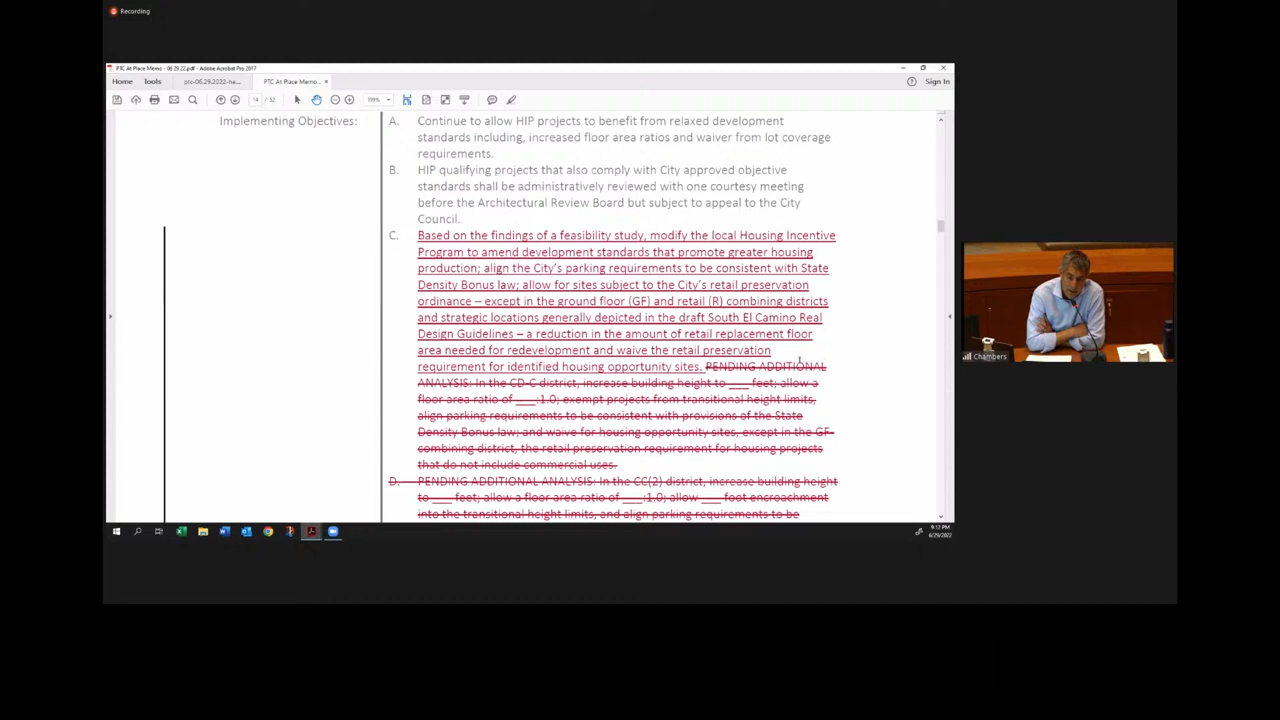 Recording
PTC At Place Memo - 06 29 22.pdf - Adobe Acrobat Pro 2017
Home Tools ptc-06.29.2022-ha... PTC At Place Memo... × Sign In
14 / 32 199%
Implementing Objectives:
A. Continue to allow HIP projects to benefit from relaxed development
standards including, increased floor area ratios and waiver from lot coverage
requirements.
B. HIP qualifying projects that also comply with City approved objective
standards shall be administratively reviewed with one courtesy meeting
before the Architectural Review Board but subject to appeal to the City
Council.
C. Based on the findings of a feasibility study, modify the local Housing Incentive
Program to amend development standards that promote greater housing
production; align the City's parking requirements to be consistent with State
Density Bonus law; allow for sites subject to the City's retail preservation
ordinance – except in the ground floor (GF) and retail (R) combining districts
and strategic locations generally depicted in the draft South El Camino Real
Design Guidelines – a reduction in the amount of retail replacement floor
area needed for redevelopment and waive the retail preservation
requirement for identified housing opportunity sites. PENDING ADDITIONAL
ANALYSIS: In the CD-C district, increase building height to ___ feet; allow a
floor area ratio of ___:1.0; exempt projects from transitional height limits,
align parking requirements to be consistent with provisions of the State
Density Bonus law; and waive for housing opportunity sites, except in the GF
combining district, the retail preservation requirement for housing projects
that do not include commercial uses.
D. PENDING ADDITIONAL ANALYSIS: In the CC(2) district, increase building height
to ___ feet; allow a floor area ratio of ___:1.0; allow ___ foot encroachment
into the transitional height limits, and align parking requirements to be
Chambers
9:12 PM
6/29/2022